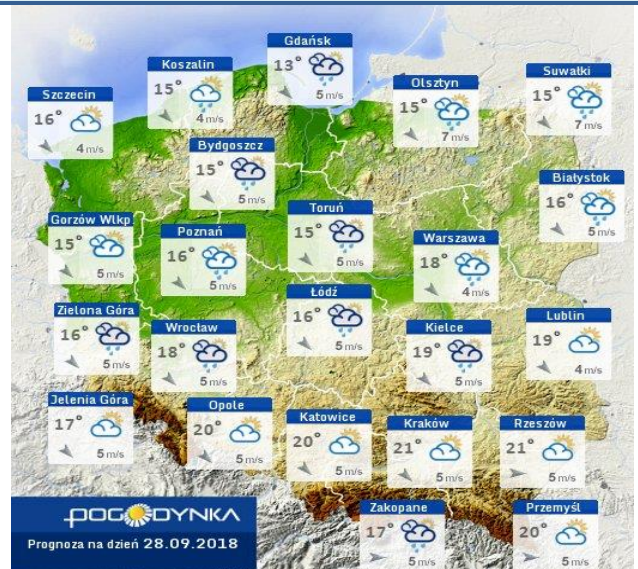 Gdańsk
13°
5 m/s
Koszalin
15°
4 m/s
Szczecin
16°
4 m/s
Olsztyn
15°
7 m/s
Suwałki
15°
7 m/s
Bydgoszcz
15°
5 m/s
Białystok
16°
5 m/s
Gorzów Wlkp
15°
5 m/s
Poznań
16°
5 m/s
Toruń
15°
5 m/s
Warszawa
18°
4 m/s
Zielona Góra
16°
5 m/s
Wrocław
18°
5 m/s
Łódź
16°
5 m/s
Kielce
19°
5 m/s
Lublin
19°
4 m/s
Jelenia Góra
17°
5 m/s
Opole
20°
5 m/s
Katowice
20°
5 m/s
Kraków
21°
5 m/s
Rzeszów
21°
5 m/s
Zakopane
17°
5 m/s
Przemyśl
20°
5 m/s
POGODYNKA
Prognoza na dzień 28.09.2018